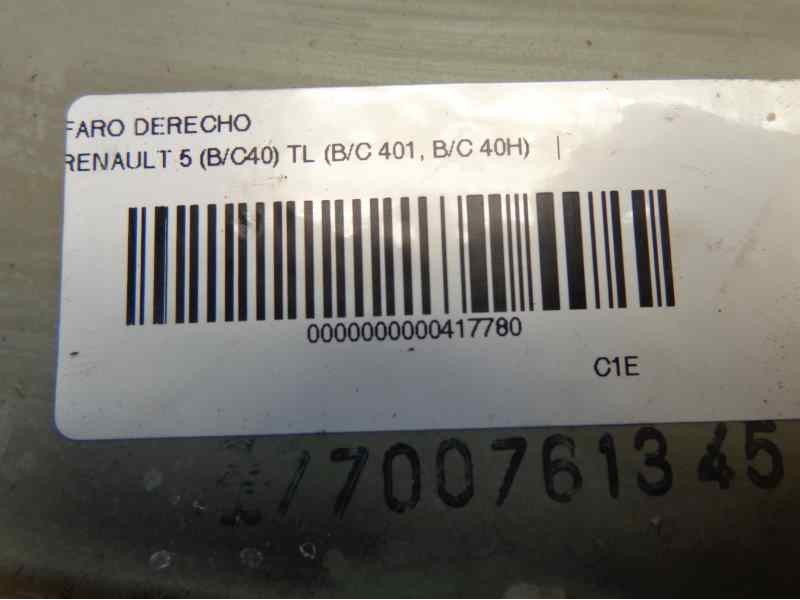 FARO DERECHO
RENAULT 5 (B/C40) TL (B/C 401, B/C 40H) |
0000000000417780
C1E
7700761345